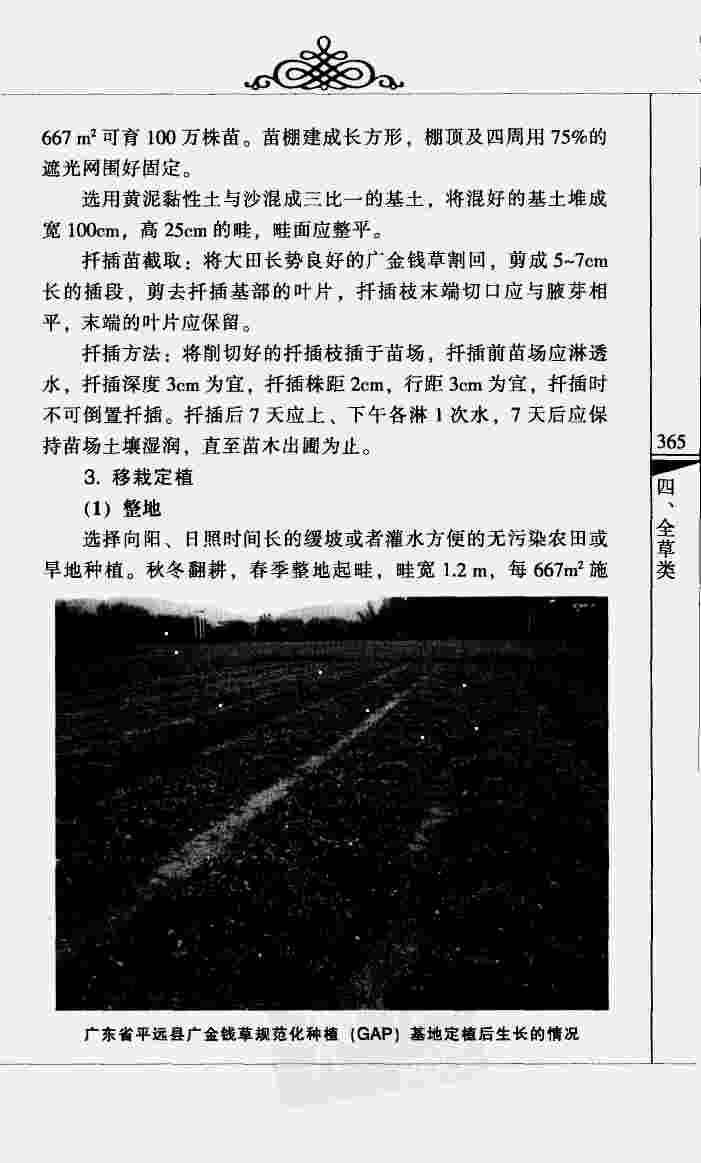 667 m² 可育 100 万株苗。苗棚建成长方形，棚顶及四周用 75%的
遮光网围好固定。
选用黄泥黏性土与沙混成三比一的基土，将混好的基土堆成
宽 100cm，高 25cm 的畦，畦面应整平。
扦插苗截取：将大田长势良好的广金钱草割回，剪成 5~7cm
长的插段，剪去扦插基部的叶片，扦插枝末端切口应与腋芽相
平，末端的叶片应保留。
扦插方法：将削切好的扦插枝插于苗场，扦插前苗场应淋透
水，扦插深度 3cm 为宜，扦插株距 2cm，行距 3cm 为宜，扦插时
不可倒置扦插。扦插后 7 天应上、下午各淋 1 次水，7 天后应保
持苗场土壤湿润，直至苗木出圃为止。
3. 移栽定植
(1) 整地
选择向阳、日照时间长的缓坡或者灌水方便的无污染农田或
旱地种植。秋冬翻耕，春季整地起畦，畦宽 1.2 m，每 667m² 施
广东省平远县广金钱草规范化种植 (GAP) 基地定植后生长的情况
365
四、全草类